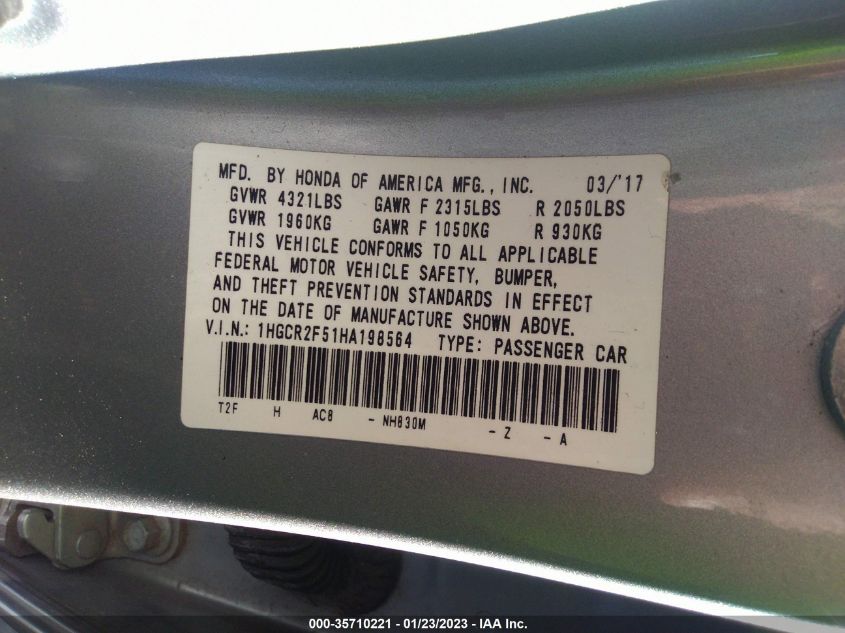 MFD. BY HONDA OF AMERICA MFG., INC. 03/'17
GVWR 4321LBS GAWR F 2315LBS R 2050LBS
GVWR 1960KG GAWR F 1050KG R 930KG
THIS VEHICLE CONFORMS TO ALL APPLICABLE
FEDERAL MOTOR VEHICLE SAFETY, BUMPER,
AND THEFT PREVENTION STANDARDS IN EFFECT
ON THE DATE OF MANUFACTURE SHOWN ABOVE.
V.I.N.: 1HGCR2F51HA198564 TYPE: PASSENGER CAR
T2F H AC8 - NH830M - Z - A
000-35710221 - 01/23/2023 - IAA Inc.